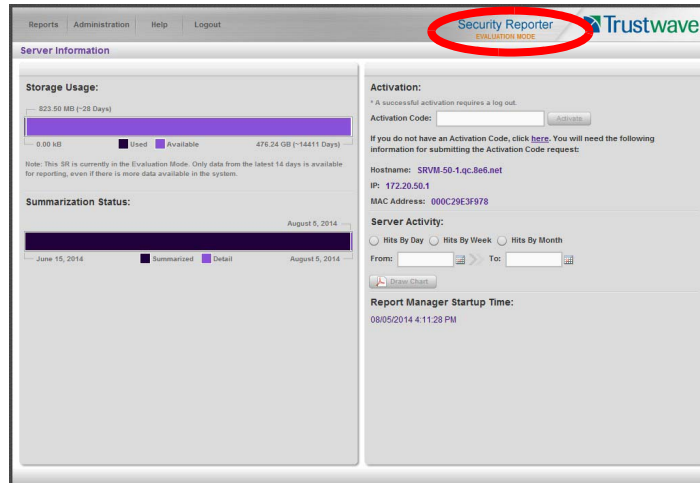 Reports Administration Help Logout
Security Reporter
EVALUATION MODE
Trustwave
Server Information
Storage Usage:
823.50 MB (~28 Days)
0.00 kB Used Available 476.24 GB (~14411 Days)
Note: This SR is currently in the Evaluation Mode. Only data from the latest 14 days is available
for reporting, even if there is more data available in the system.
Summarization Status:
August 5, 2014
June 15, 2014 Summarized Detail August 5, 2014
Activation:
* A successful activation requires a log out.
Activation Code: Activate
If you do not have an Activation Code, click here. You will need the following
information for submitting the Activation Code request:
Hostname: SRVM-50-1.qc.8e6.net
IP: 172.20.50.1
MAC Address: 000C29E3F978
Server Activity:
Hits By Day Hits By Week Hits By Month
From: To:
Draw Chart
Report Manager Startup Time:
08/05/2014 4:11:28 PM